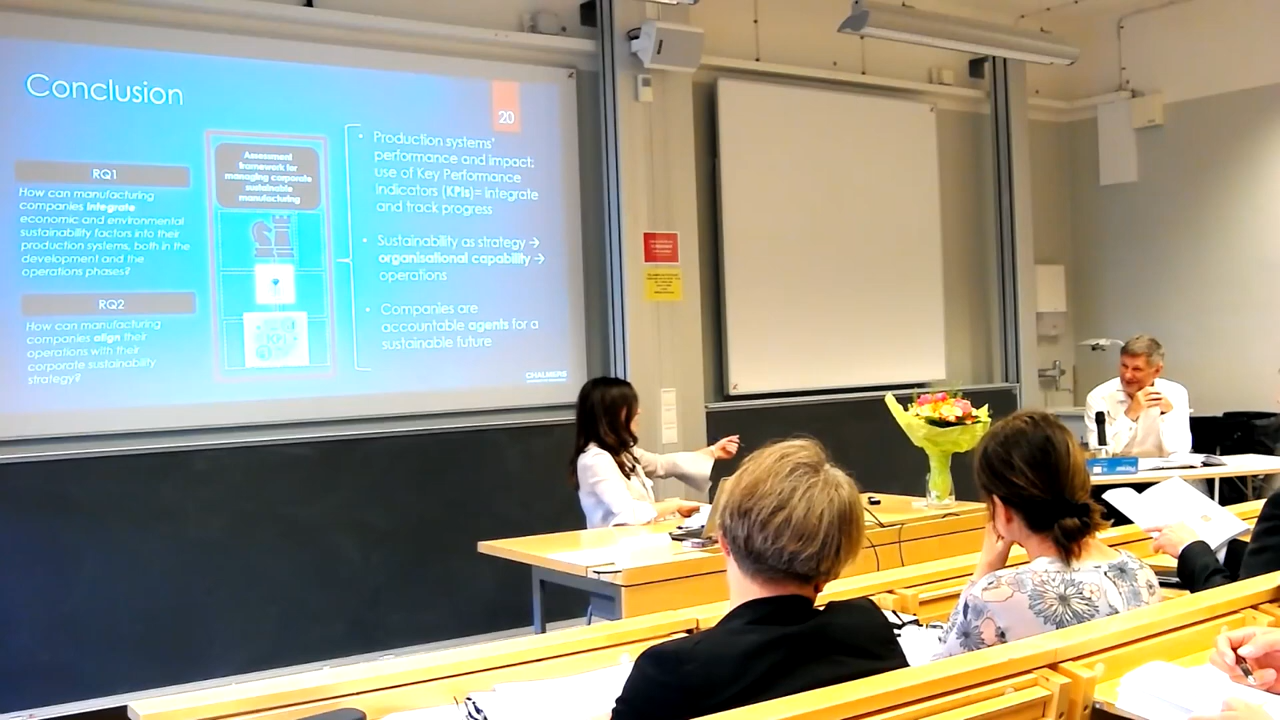 Conclusion
20
RQ1
How can manufacturing
companies integrate
economic and environmental
sustainability factors into their
production systems, both in the
development and the
operations phases?
RQ2
How can manufacturing
companies align their
operations with their
corporate sustainability
strategy?
Assessment
framework for
managing corporate
sustainable
manufacturing
• Production systems'
performance and impact:
use of Key Performance
Indicators (KPIs)= integrate
and track progress
• Sustainability as strategy →
organisational capability →
operations
• Companies are
accountable agents for a
sustainable future
CHALMERS